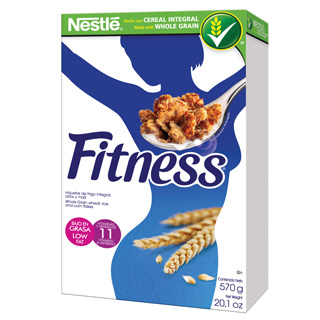 Nestlé
Hecho con CEREAL INTEGRAL
Made with WHOLE GRAIN
Fitness
Hojuelas de trigo integral,
arroz y maíz
Whole Grain wheat, rice
and corn flakes
BAJO EN
GRASA
LOW
FAT
11
Contenido Neto
570 g
Net Weight
20,1 oz